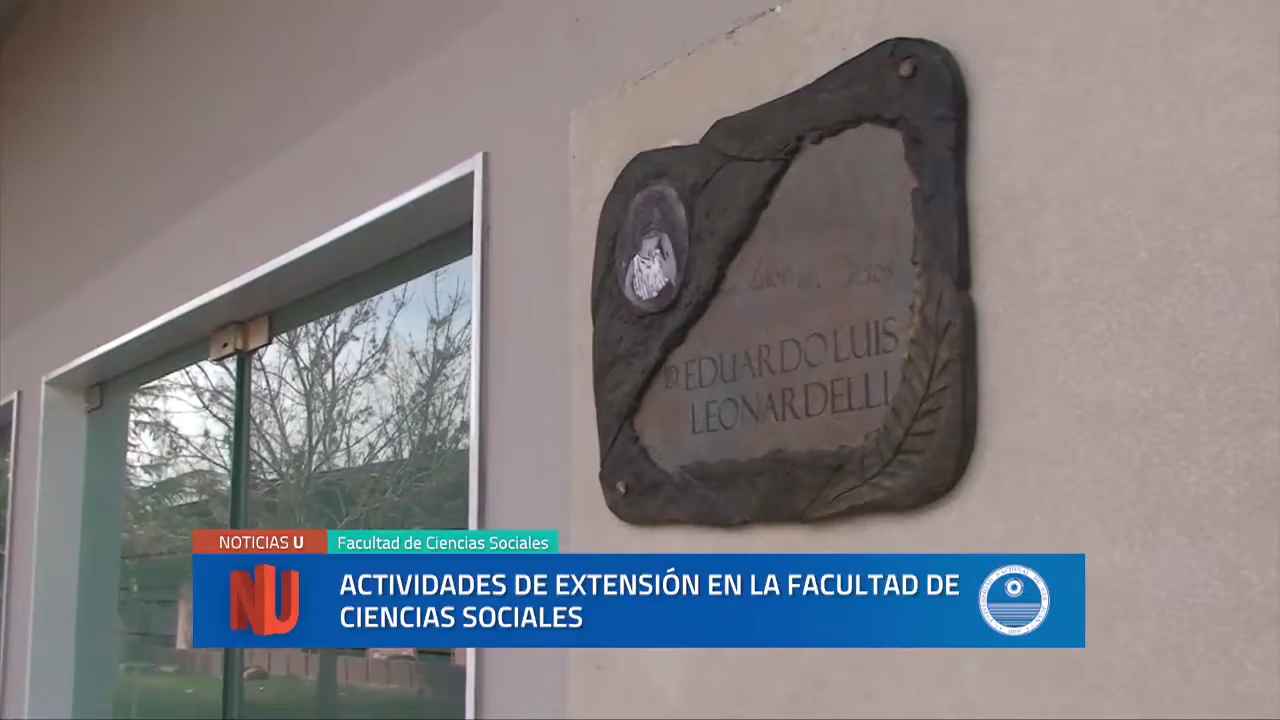 EDUARDO LUIS
LEONARDELLI
NOTICIAS U
Facultad de Ciencias Sociales
NU
ACTIVIDADES DE EXTENSIÓN EN LA FACULTAD DE
CIENCIAS SOCIALES